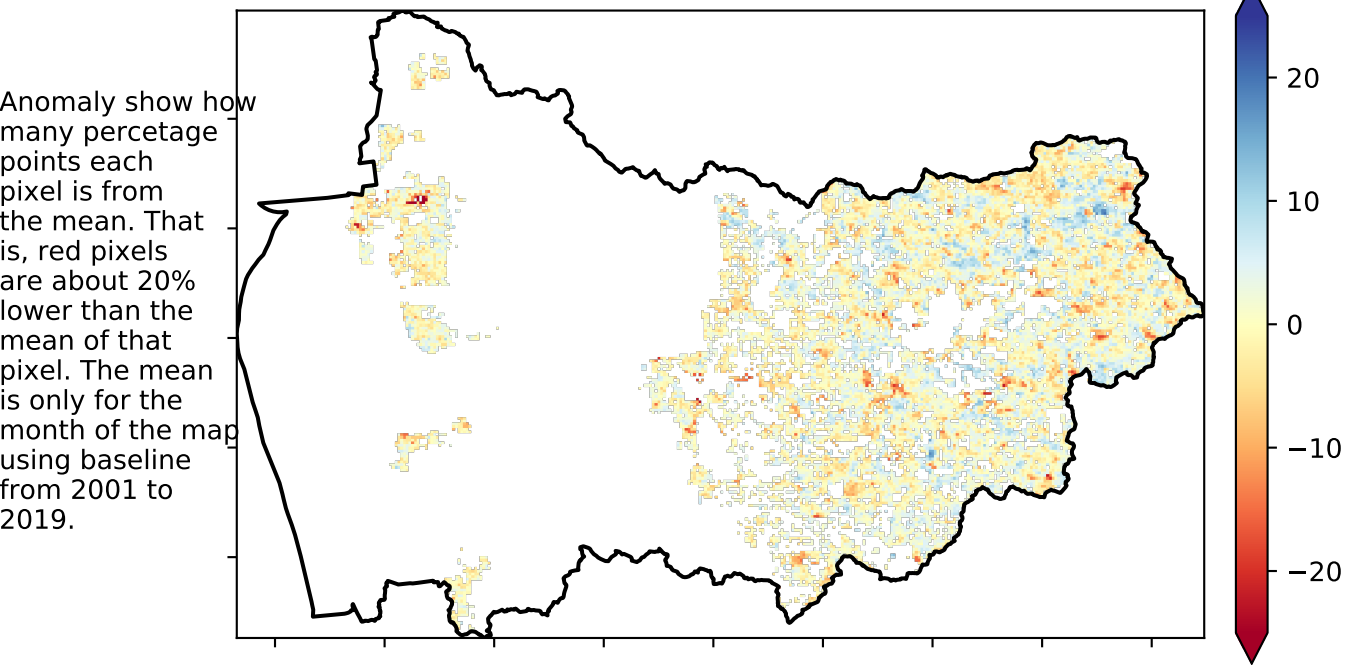 Anomaly show how
many percetage
points each
pixel is from
the mean. That
is, red pixels
are about 20%
lower than the
mean of that
pixel. The mean
is only for the
month of the map
using baseline
from 2001 to
2019.
20
10
0
−10
−20